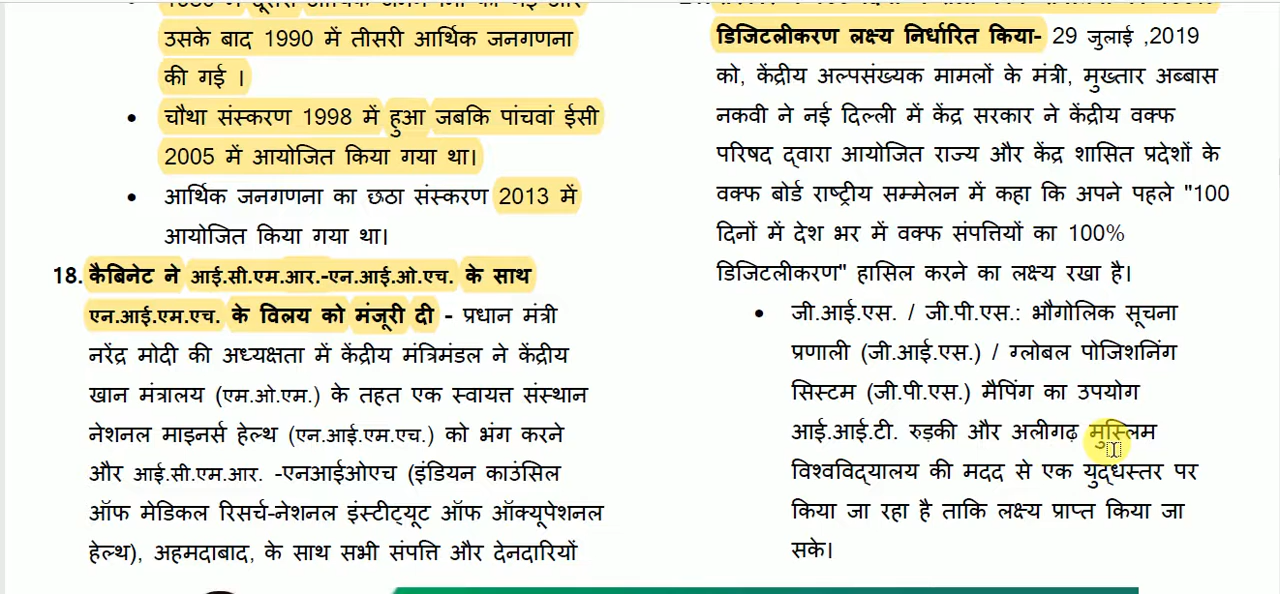 उसके बाद 1990 में तीसरी आर्थिक जनगणना
की गई ।
• चौथा संस्करण 1998 में हुआ जबकि पांचवां ईसी
2005 में आयोजित किया गया था।
• आर्थिक जनगणना का छठा संस्करण 2013 में
आयोजित किया गया था।
18. कैबिनेट ने आई.सी.एम.आर.-एन.आई.ओ.एच. के साथ
एन.आई.एम.एच. के विलय को मंजूरी दी - प्रधान मंत्री
नरेंद्र मोदी की अध्यक्षता में केंद्रीय मंत्रिमंडल ने केंद्रीय
खान मंत्रालय (एम.ओ.एम.) के तहत एक स्वायत्त संस्थान
नेशनल माइनर्स हेल्थ (एन.आई.एम.एच.) को भंग करने
और आई.सी.एम.आर. -एनआईओएच (इंडियन काउंसिल
ऑफ मेडिकल रिसर्च-नेशनल इंस्टीट्यूट ऑफ ऑक्यूपेशनल
हेल्थ), अहमदाबाद, के साथ सभी संपत्ति और देनदारियों
डिजिटलीकरण लक्ष्य निर्धारित किया- 29 जुलाई ,2019
को, केंद्रीय अल्पसंख्यक मामलों के मंत्री, मुख्तार अब्बास
नकवी ने नई दिल्ली में केंद्र सरकार ने केंद्रीय वक्फ
परिषद द्वारा आयोजित राज्य और केंद्र शासित प्रदेशों के
वक्फ बोर्ड राष्ट्रीय सम्मेलन में कहा कि अपने पहले "100
दिनों में देश भर में वक्फ संपत्तियों का 100%
डिजिटलीकरण" हासिल करने का लक्ष्य रखा है।
• जी.आई.एस. / जी.पी.एस.: भौगोलिक सूचना
प्रणाली (जी.आई.एस.) / ग्लोबल पोजिशनिंग
सिस्टम (जी.पी.एस.) मैपिंग का उपयोग
आई.आई.टी. रुड़की और अलीगढ़ मुस्लिम
विश्वविद्यालय की मदद से एक युद्धस्तर पर
किया जा रहा है ताकि लक्ष्य प्राप्त किया जा
सके।